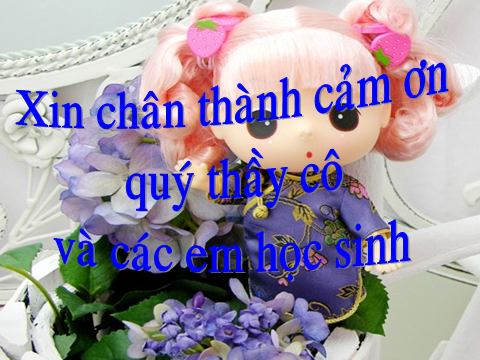 Xin chân thành cảm ơn
quý thầy cô
và các em học sinh